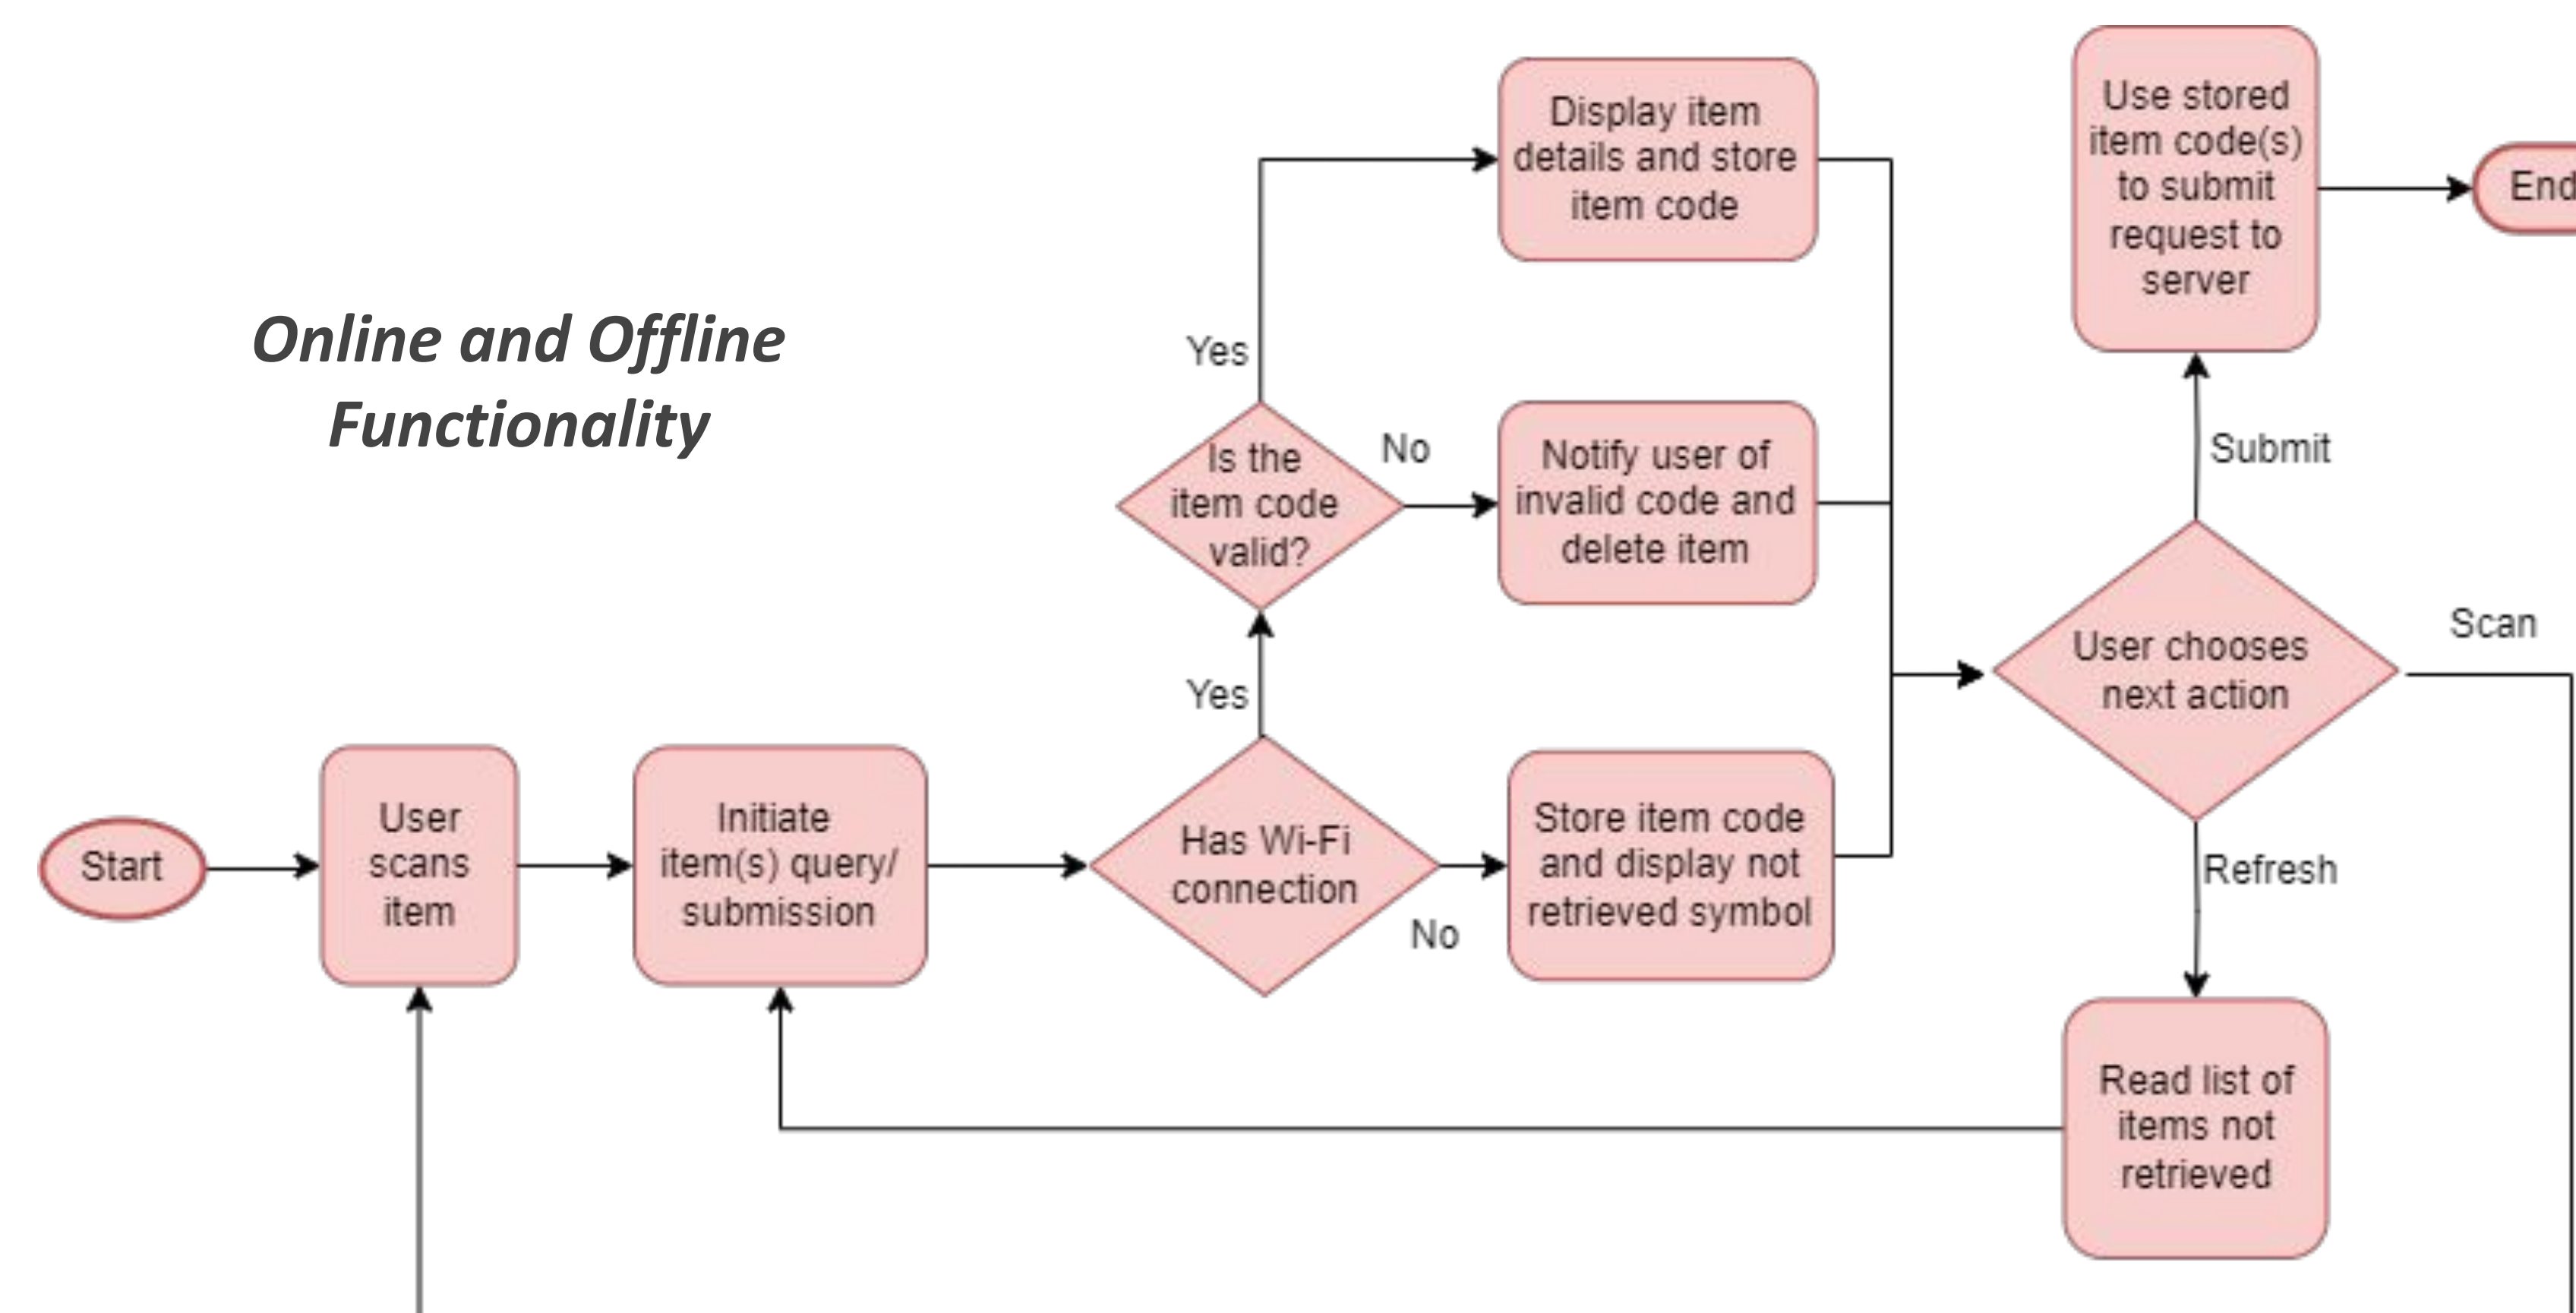 Online and Offline
Functionality
Start
User
scans
item
Initiate
item(s) query/
submission
Has Wi-Fi
connection
Yes
No
Is the
item code
valid?
Yes
No
Display item
details and store
item code
Notify user of
invalid code and
delete item
Store item code
and display not
retrieved symbol
User chooses
next action
Submit
Scan
Refresh
Use stored
item code(s)
to submit
request to
server
End
Read list of
items not
retrieved